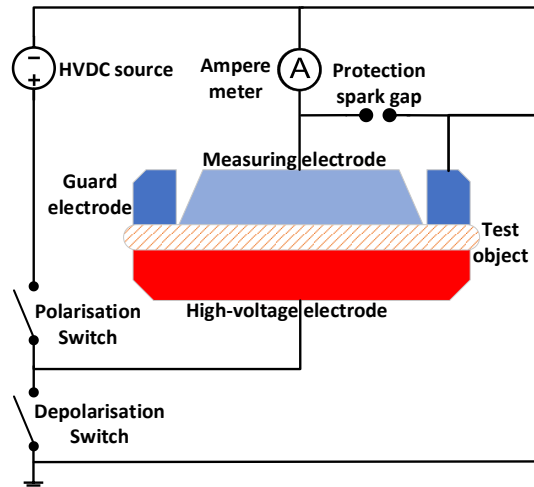 HVDC source
Ampere
meter
A
Protection
spark gap
Measuring electrode
Guard
electrode
Test
object
High-voltage electrode
Polarisation
Switch
Depolarisation
Switch